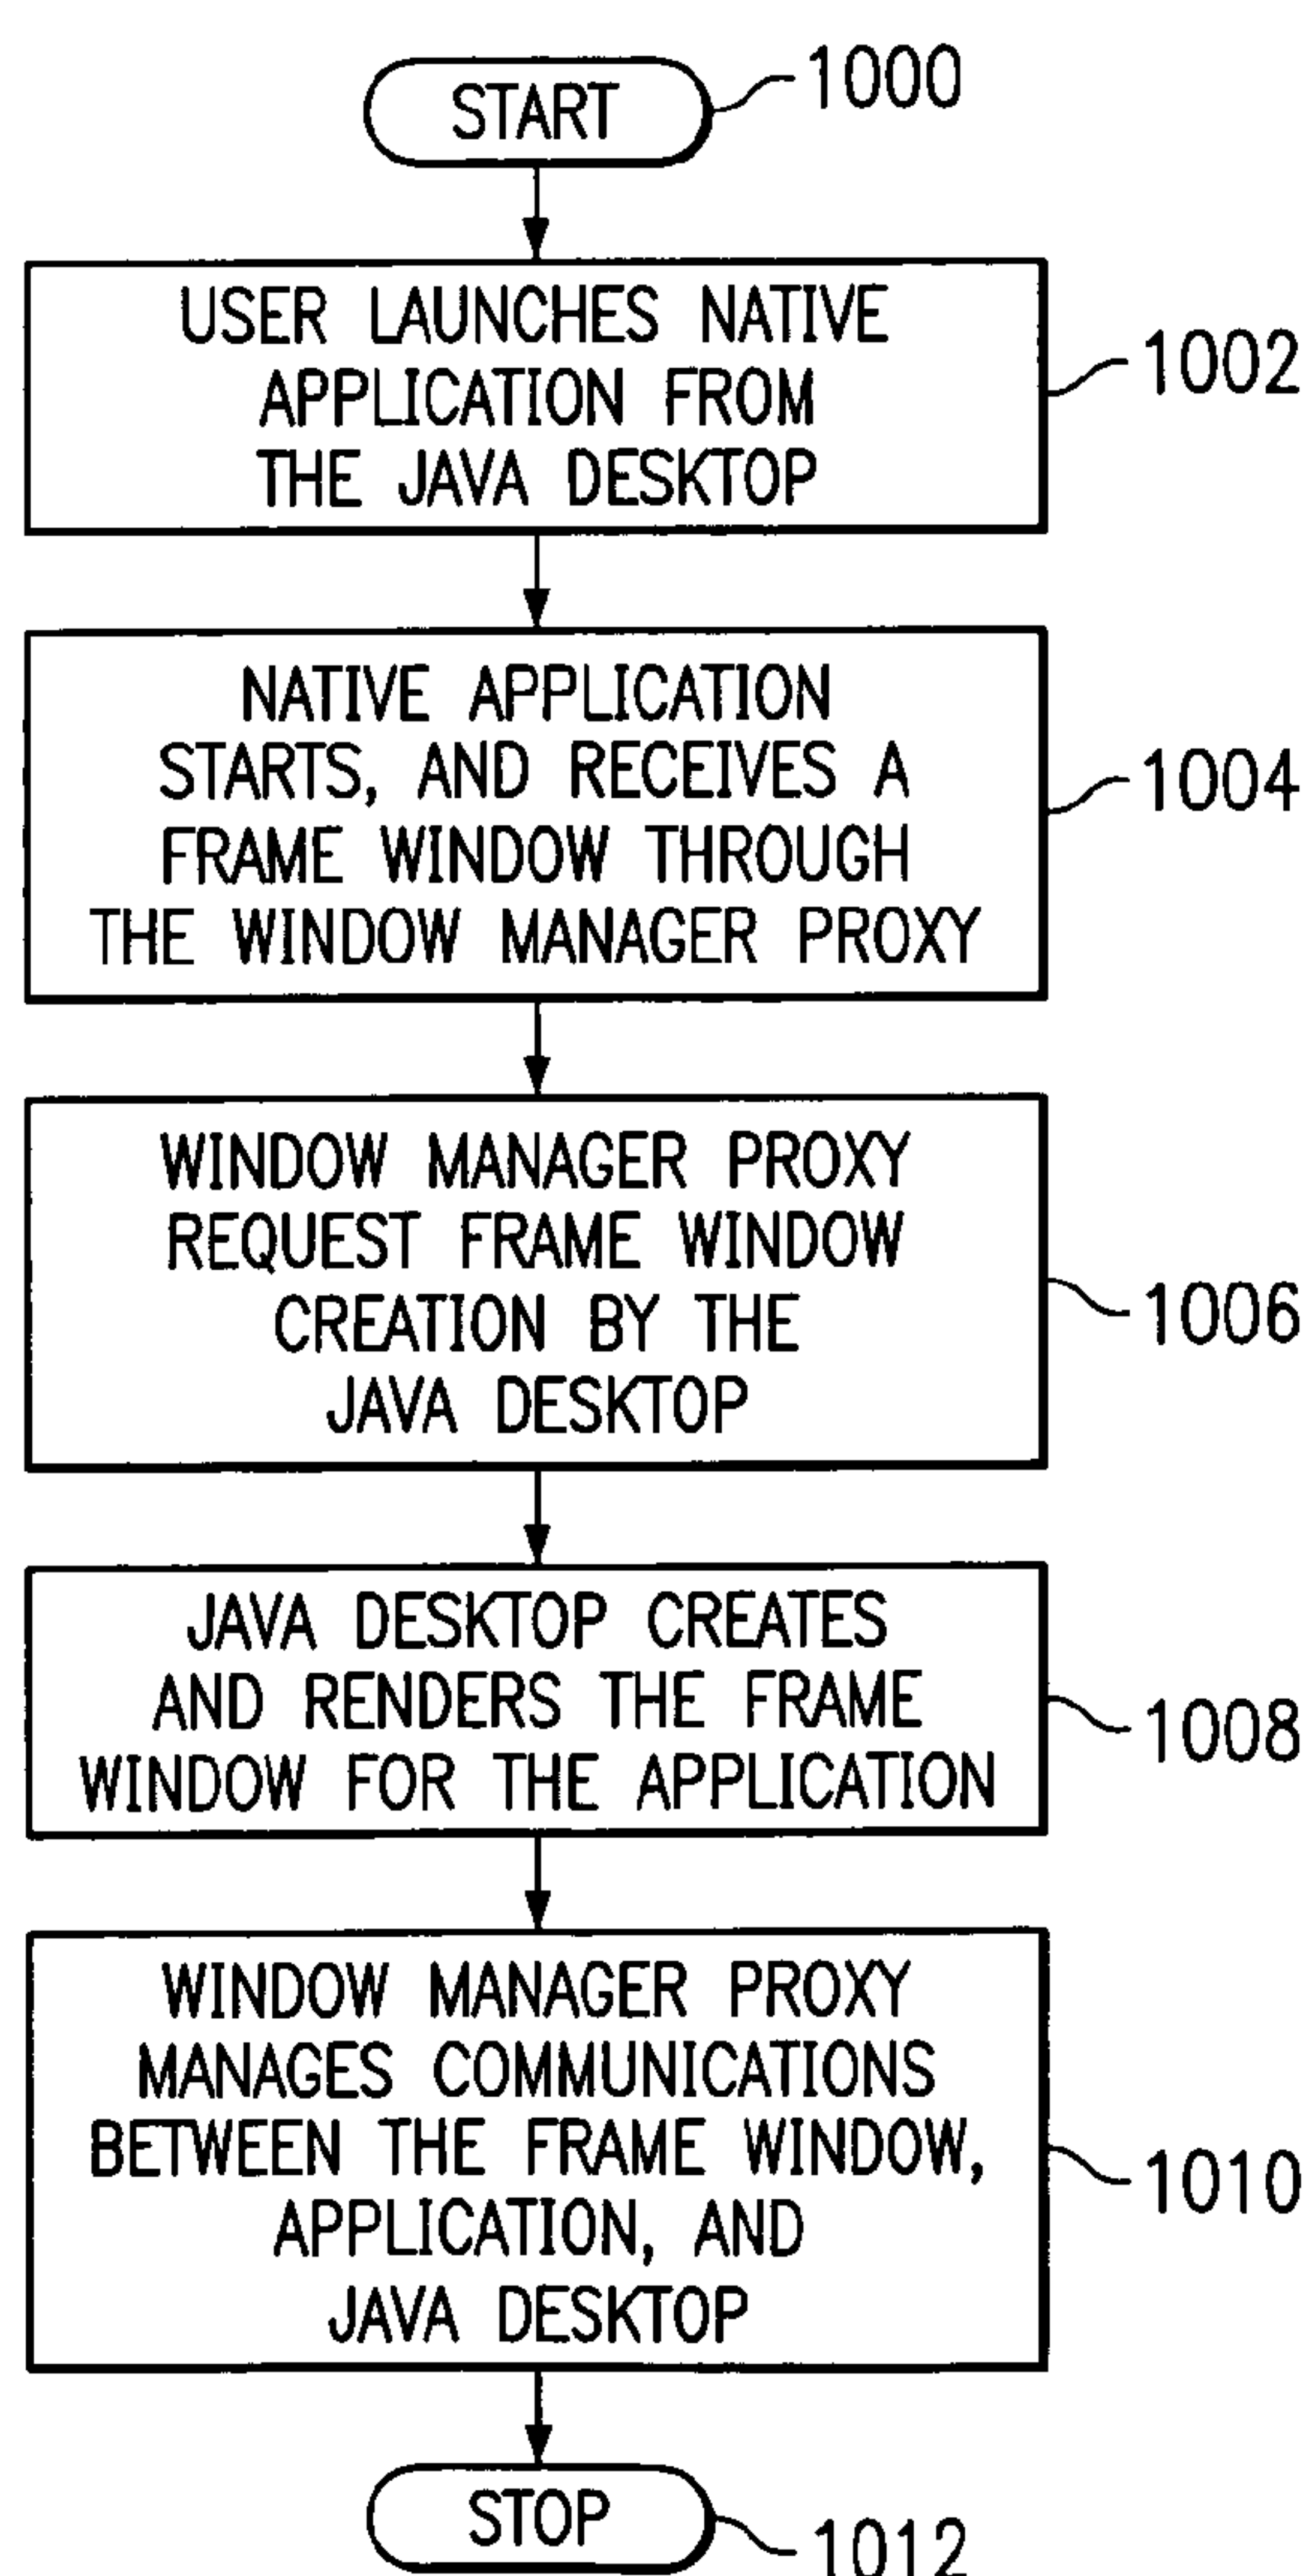 START
1000
USER LAUNCHES NATIVE
APPLICATION FROM
THE JAVA DESKTOP
1002
NATIVE APPLICATION
STARTS, AND RECEIVES A
FRAME WINDOW THROUGH
THE WINDOW MANAGER PROXY
1004
WINDOW MANAGER PROXY
REQUEST FRAME WINDOW
CREATION BY THE
JAVA DESKTOP
1006
JAVA DESKTOP CREATES
AND RENDERS THE FRAME
WINDOW FOR THE APPLICATION
1008
WINDOW MANAGER PROXY
MANAGES COMMUNICATIONS
BETWEEN THE FRAME WINDOW,
APPLICATION, AND
JAVA DESKTOP
1010
STOP
1012